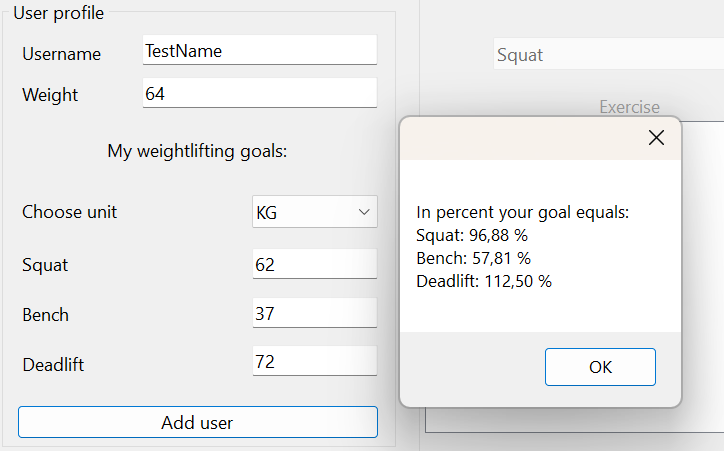 User profile
Username TestName
Weight 64
My weightlifting goals:
Choose unit KG
Squat 62
Bench 37
Deadlift 72
Add user
Squat
Exercise
In percent your goal equals:
Squat: 96,88 %
Bench: 57,81 %
Deadlift: 112,50 %
OK